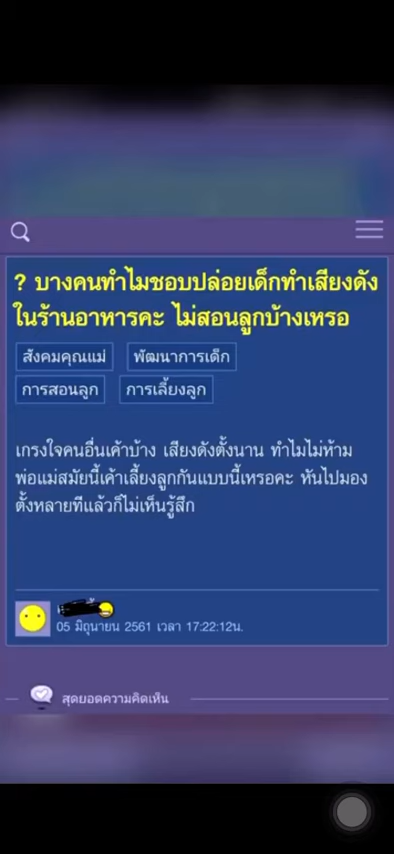 ? บางคนทำไมชอบปล่อยเด็กทำเสียงดัง
ในร้านอาหารคะ ไม่สอนลูกบ้างเหรอ
สังคมคุณแม่ พัฒนาการเด็ก
การสอนลูก การเลี้ยงลูก
เกรงใจคนอื่นเค้าบ้าง เสียงดังตั้งนาน ทำไมไม่ห้าม
พ่อแม่สมัยนี้เค้าเลี้ยงลูกกันแบบนี้เหรอคะ หันไปมอง
ตั้งหลายทีแล้วก็ไม่เห็นรู้สึก
05 มิถุนายน 2561 เวลา 17:22:12น.
สุดยอดความคิดเห็น